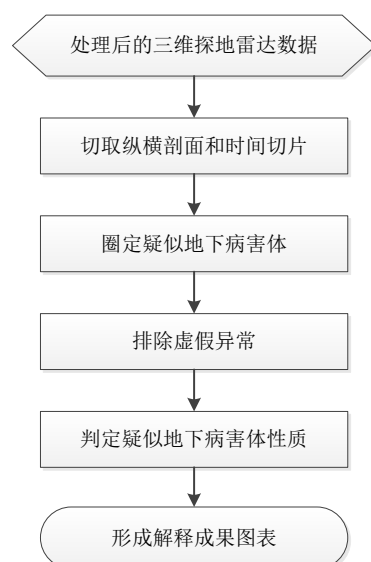 处理后的三维探地雷达数据
切取纵横剖面和时间切片
圈定疑似地下病害体
排除虚假异常
判定疑似地下病害体性质
形成解释成果图表